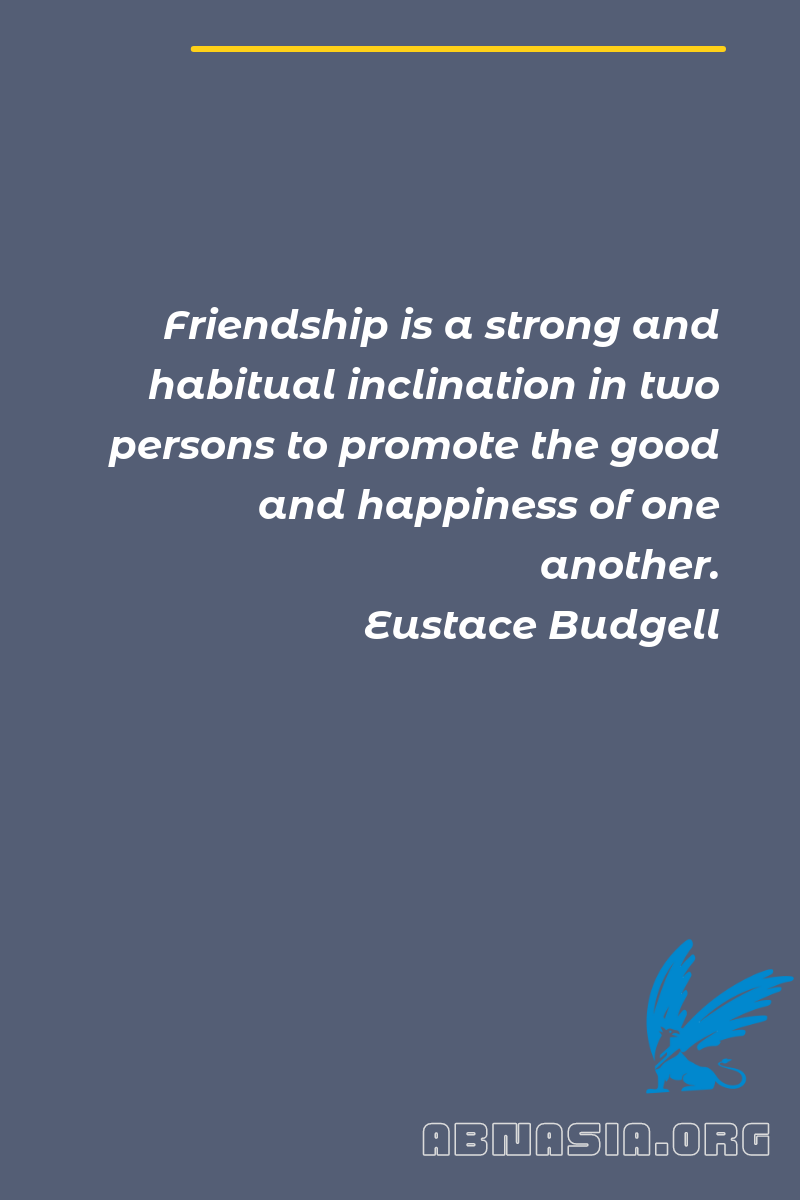 Friendship is a strong and
habitual inclination in two
persons to promote the good
and happiness of one
another.
Eustace Budgell
ABNASIA.ORG